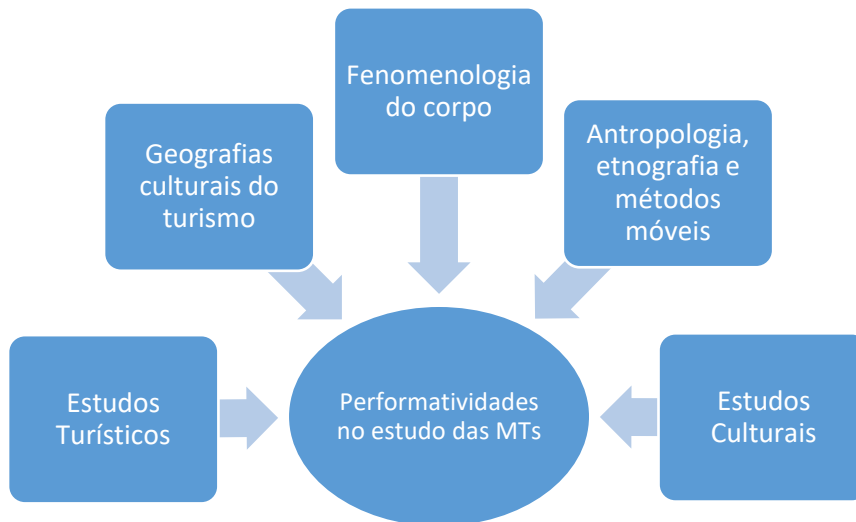 Fenomenologia
do corpo
Geografias
culturais do
turismo
Antropologia,
etnografia e
métodos
móveis
Estudos
Turísticos
Performatividades
no estudo das MTs
Estudos
Culturais